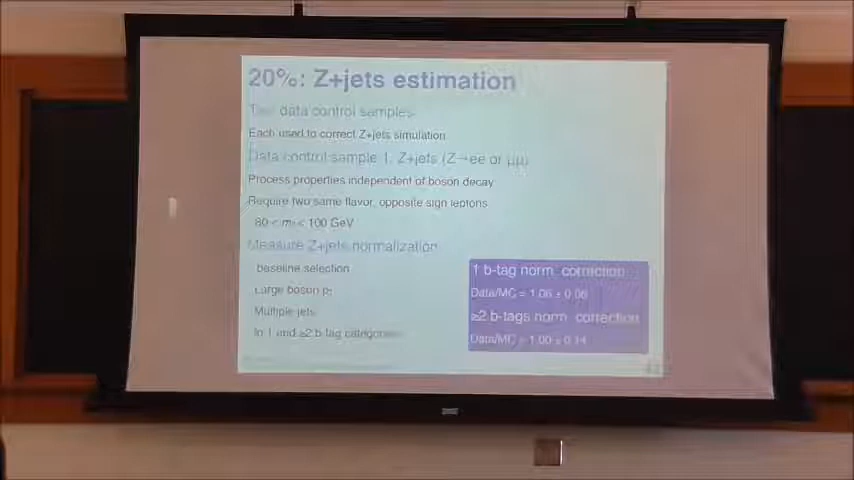 20%: Z+jets estimation
Two data control samples
Each used to correct Z+jets simulation
Data control sample 1: Z+jets (Z→ee or μμ)
Process properties independent of boson decay
Require two same flavor, opposite sign leptons
80 < mll < 100 GeV
Measure Z+jets normalization
baseline selection
Large boson pT
Multiple jets
In 1 and ≥2 b-tag categories
1 b-tag norm. correction
Data/MC = 1.06 ± 0.06
≥2 b-tags norm. correction
Data/MC = 1.00 ± 0.14